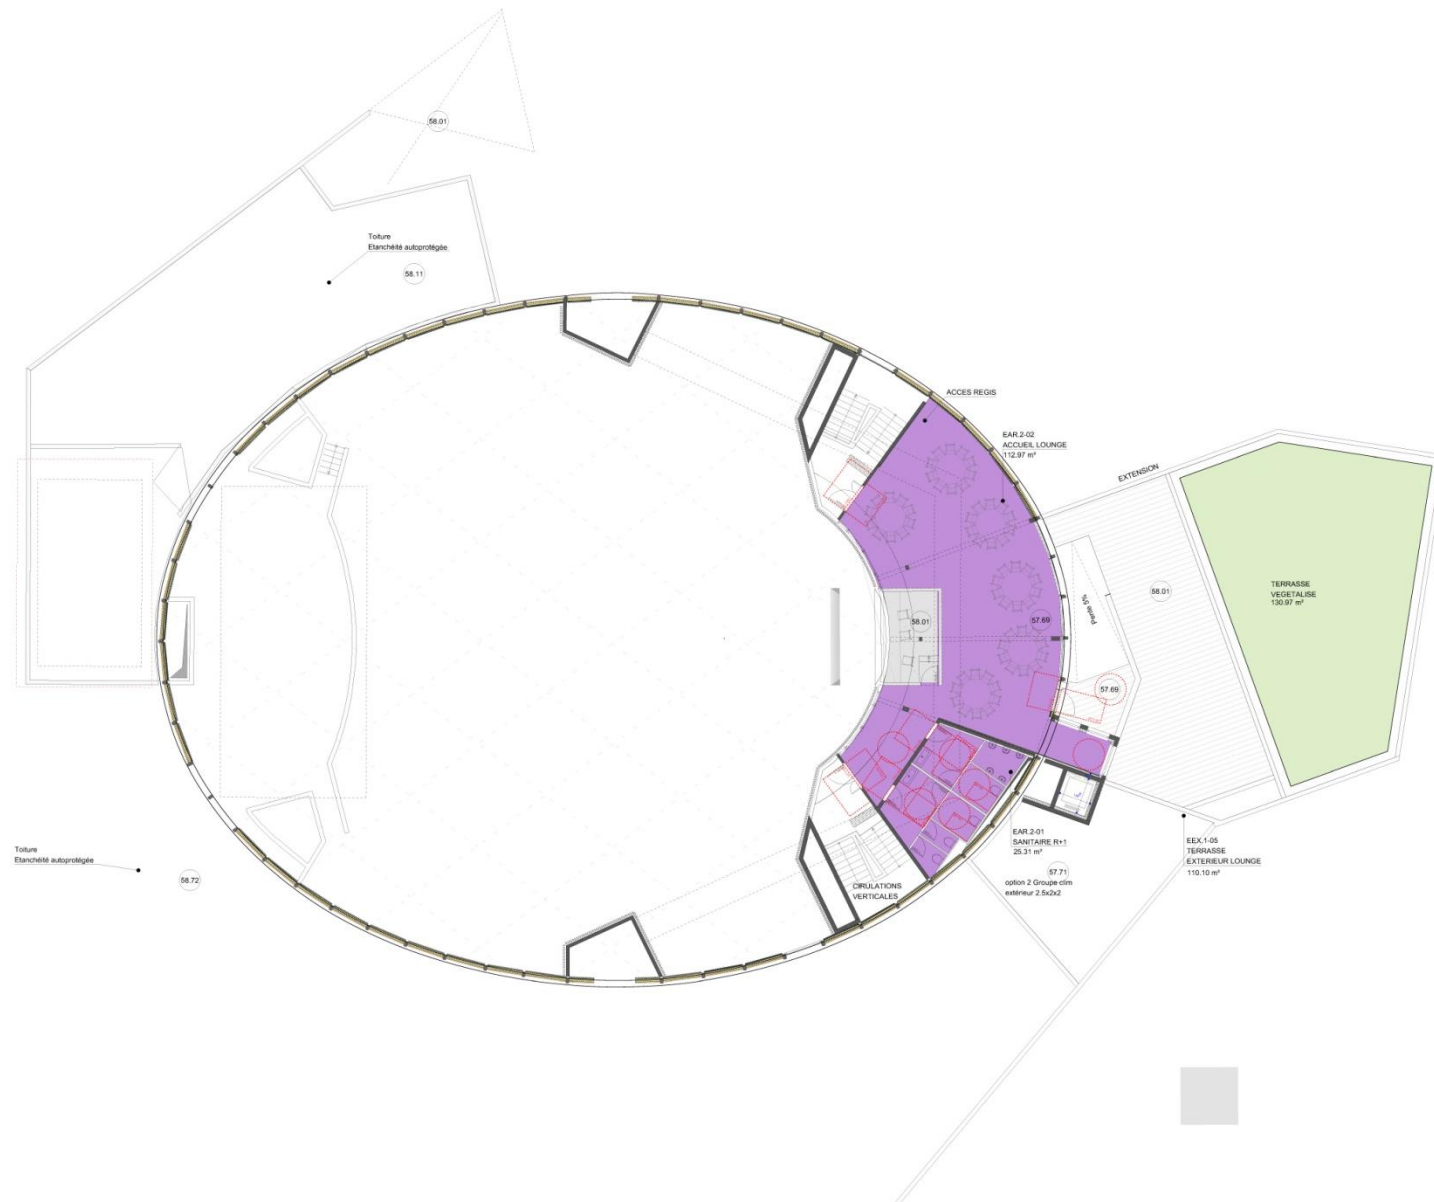 58.01
Toiture
Etanchéité autoprotégée
58.11
ACCES REGIS
EAR.2-02
ACCUEIL LOUNGE
112.97 m²
EXTENSION
58.01
TERRASSE
VEGETALISE
130.97 m²
Pente 5%
58.01
57.69
57.69
EAR.2-01
SANITAIRE R+1
25.31 m²
57.71
option 2 Groupe clim
extérieur 2.5x2x2
EEX.1-05
TERRASSE
EXTERIEUR LOUNGE
110.10 m²
CIRULATIONS
VERTICALES
Toiture
Etanchéité autoprotégée
58.72